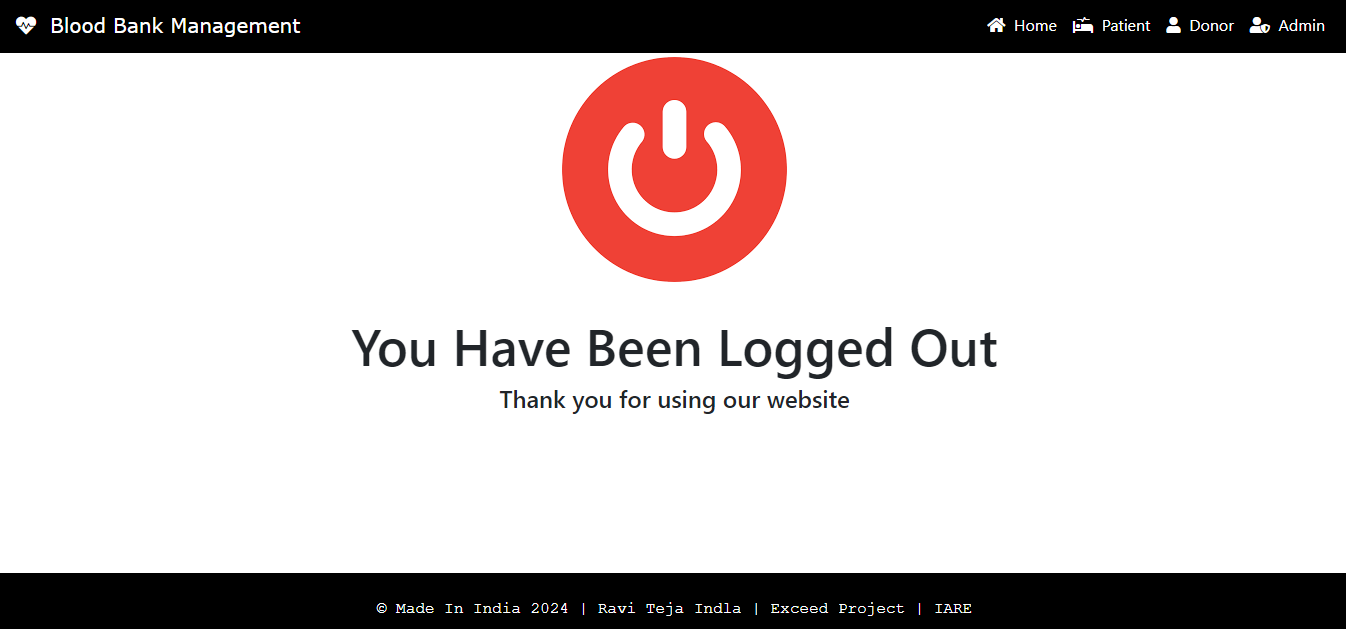 Blood Bank Management
Home Patient Donor Admin
You Have Been Logged Out
Thank you for using our website
© Made In India 2024 | Ravi Teja Indla | Exceed Project | IARE